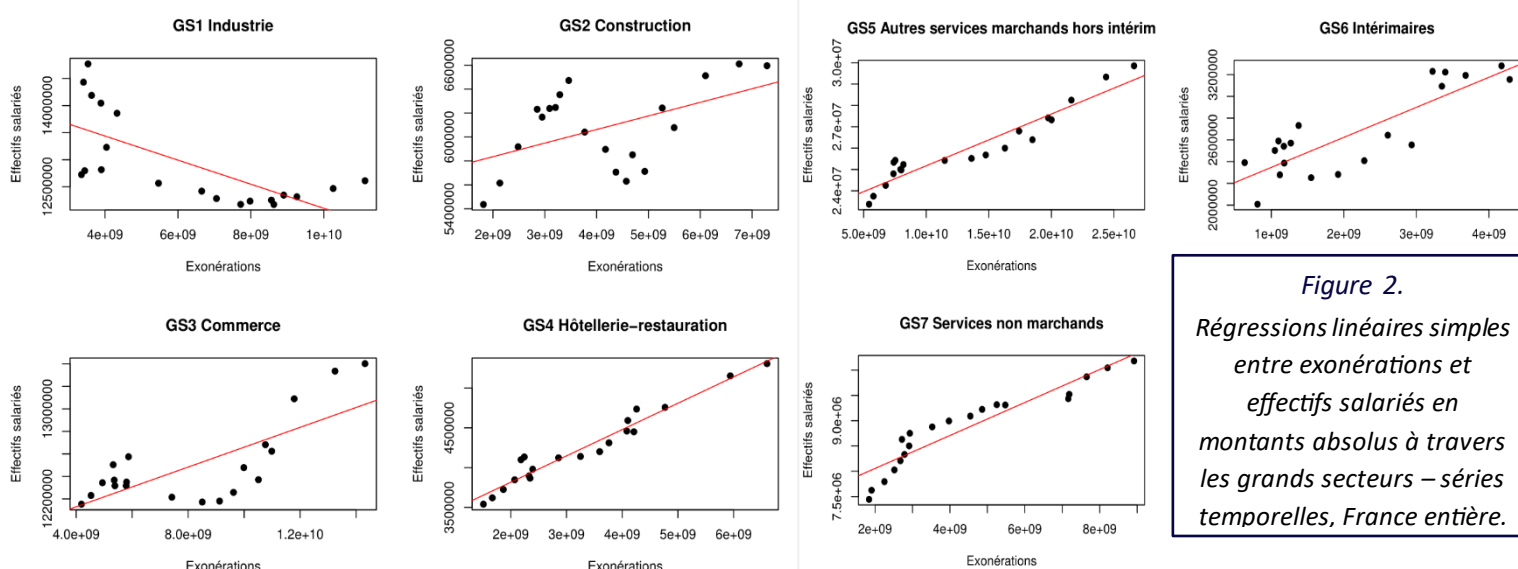 GS1 Industrie
Effectifs salariés
12500000 14000000
4e+09 6e+09 8e+09 1e+10
Exonérations
GS2 Construction
Effectifs salariés
5400000 6000000 6600000
2e+09 3e+09 4e+09 5e+09 6e+09 7e+09
Exonérations
GS5 Autres services marchands hors intérim
Effectifs salariés
2.4e+07 2.7e+07 3.0e+07
5.0e+09 1.0e+10 1.5e+10 2.0e+10 2.5e+10
Exonérations
GS6 Intérimaires
Effectifs salariés
2000000 2600000 3200000
1e+09 2e+09 3e+09 4e+09
Exonérations
GS3 Commerce
Effectifs salariés
12200000 13000000
4.0e+09 8.0e+09 1.2e+10
Exonérations
GS4 Hôtellerie−restauration
Effectifs salariés
3500000 4500000
2e+09 3e+09 4e+09 5e+09 6e+09
Exonérations
GS7 Services non marchands
Effectifs salariés
7.5e+06 9.0e+06
2e+09 4e+09 6e+09 8e+09
Exonérations
Figure 2.
Régressions linéaires simples
entre exonérations et
effectifs salariés en
montants absolus à travers
les grands secteurs – séries
temporelles, France entière.